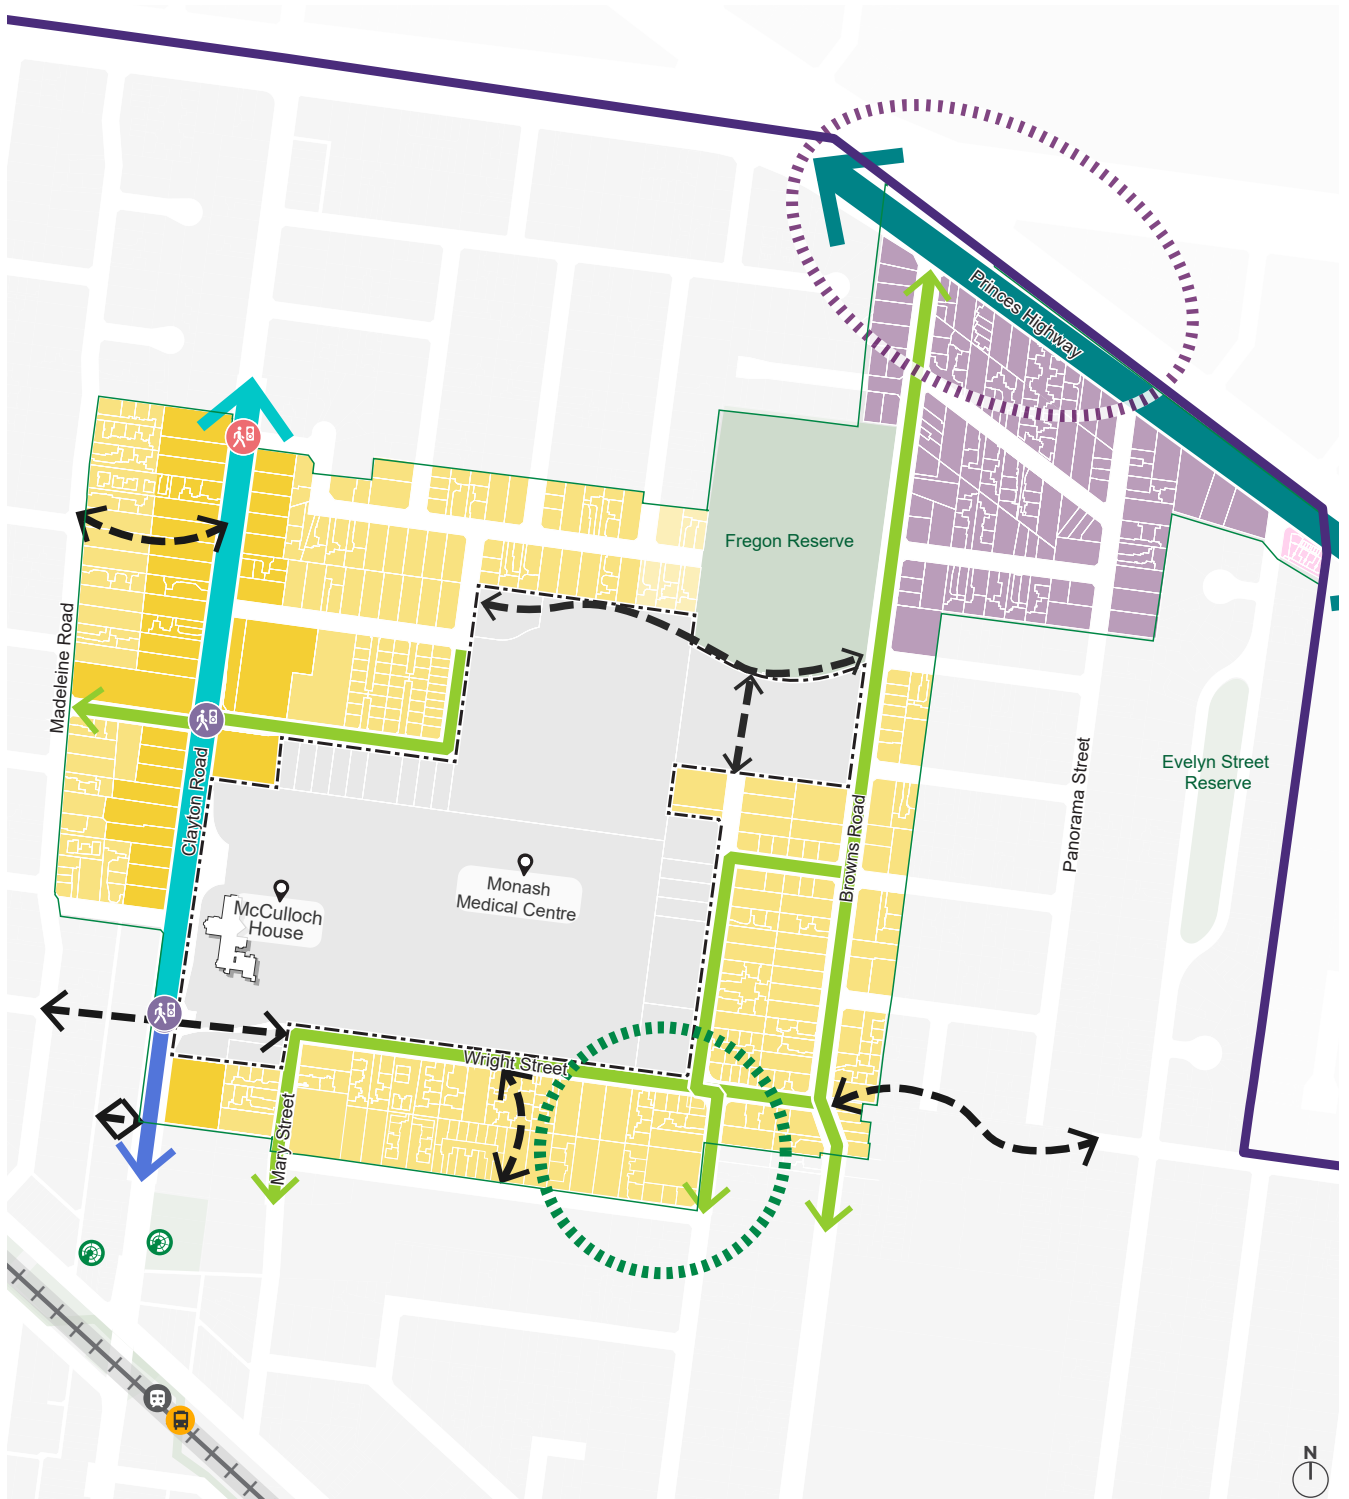 Princes Highway
Fregon Reserve
Madeleine Road
Clayton Road
Evelyn Street
Reserve
Panorama Street
Browns Road
Monash
Medical Centre
McCulloch
House
Wright Street
Mary Street
N